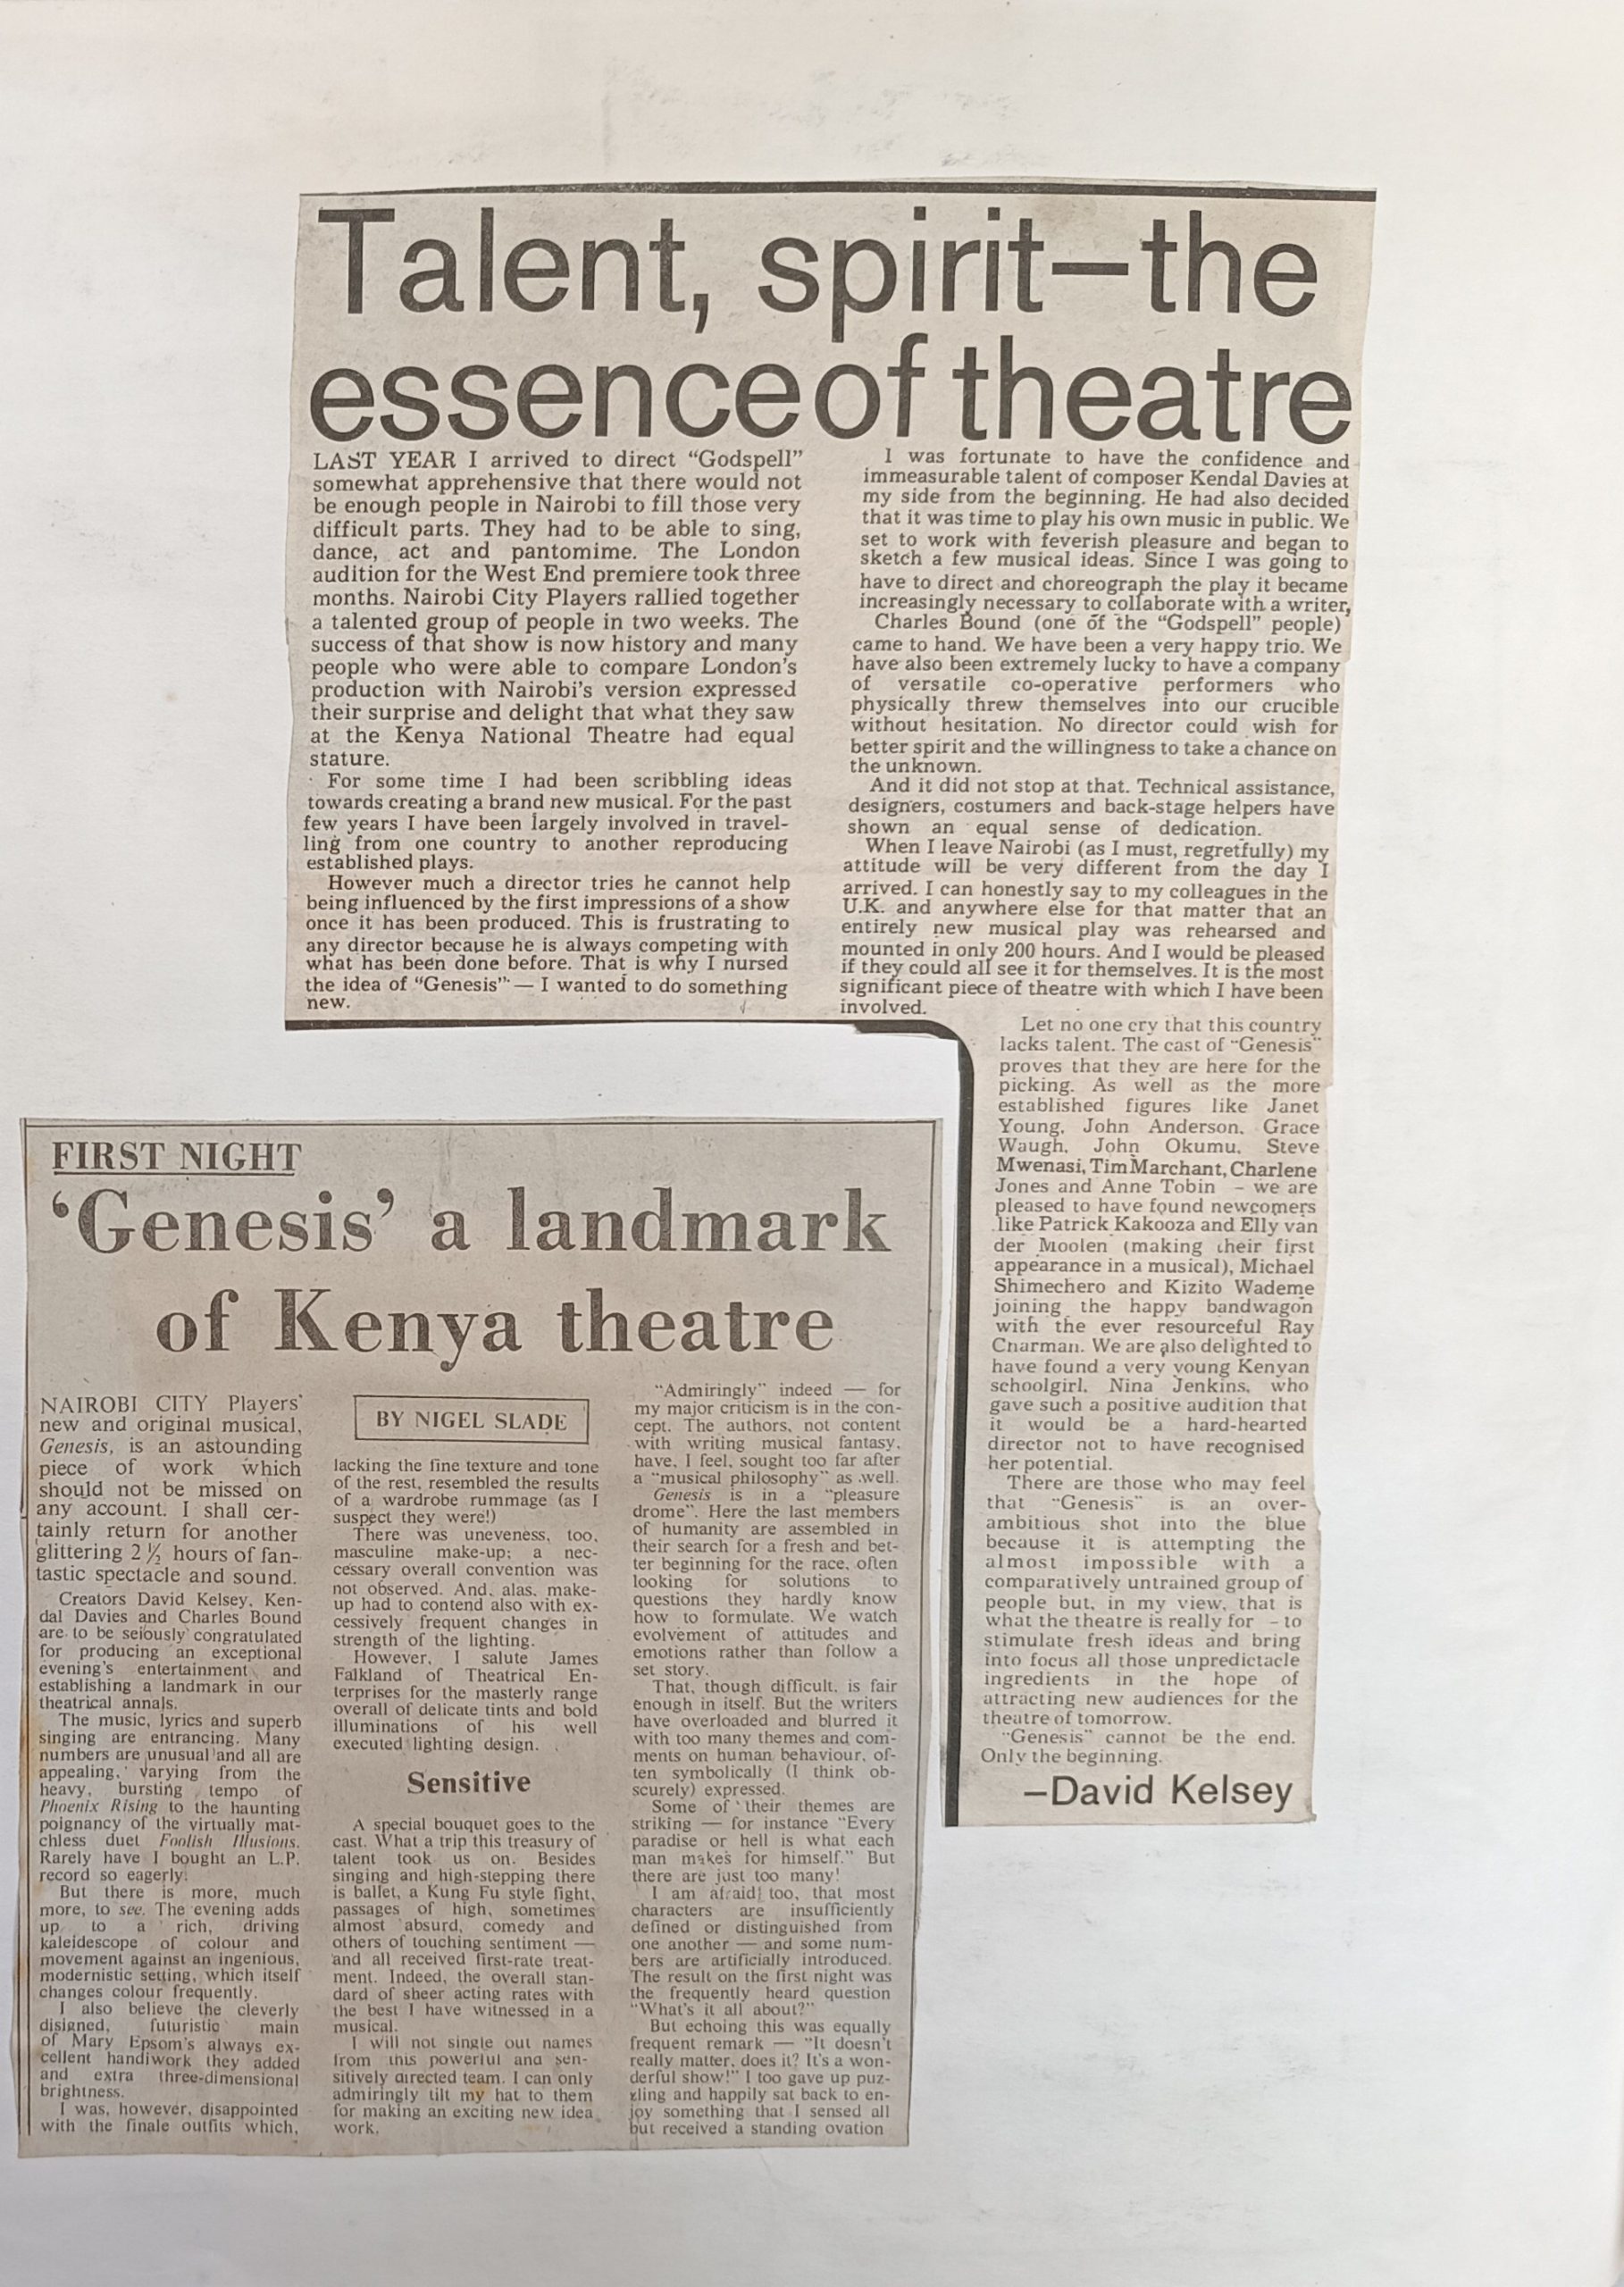 Talent, spirit—the
essence of theatre
LAST YEAR I arrived to direct “Godspell”
somewhat apprehensive that there would not
be enough people in Nairobi to fill those very
difficult parts. They had to be able to sing,
dance, act and pantomime. The London
audition for the West End premiere took three
months. Nairobi City Players rallied together
a talented group of people in two weeks. The
success of that show is now history and many
people who were able to compare London’s
production with Nairobi’s version expressed
their surprise and delight that what they saw
at the Kenya National Theatre had equal
stature.
For some time I had been scribbling ideas
towards creating a brand new musical. For the past
few years I have been largely involved in travel-
ling from one country to another reproducing
established plays.
However much a director tries he cannot help
being influenced by the first impressions of a show
once it has been produced. This is frustrating to
any director because he is always competing with
what has been done before. That is why I nursed
the idea of “Genesis” — I wanted to do something
new.
I was fortunate to have the confidence and
immeasurable talent of composer Kendal Davies at
my side from the beginning. He had also decided
that it was time to play his own music in public. We
set to work with feverish pleasure and began to
sketch a few musical ideas. Since I was going to
have to direct and choreograph the play it became
increasingly necessary to collaborate with a writer,
Charles Bound (one of the “Godspell” people)
came to hand. We have been a very happy trio. We
have also been extremely lucky to have a company
of versatile co-operative performers who
physically threw themselves into our crucible
without hesitation. No director could wish for
better spirit and the willingness to take a chance on
the unknown.
And it did not stop at that. Technical assistance,
designers, costumers and back-stage helpers have
shown an equal sense of dedication.
When I leave Nairobi (as I must, regretfully) my
attitude will be very different from the day I
arrived. I can honestly say to my colleagues in the
U.K. and anywhere else for that matter that an
entirely new musical play was rehearsed and
mounted in only 200 hours. And I would be pleased
if they could all see it for themselves. It is the most
significant piece of theatre with which I have been
involved.
Let no one cry that this country
lacks talent. The cast of “Genesis”
proves that they are here for the
picking. As well as the more
established figures like Janet
Young, John Anderson, Grace
Waugh, John Okumu, Steve
Mwenasi, Tim Marchant, Charlene
Jones and Anne Tobin – we are
pleased to have found newcomers
like Patrick Kakooza and Elly van
der Moolen (making their first
appearance in a musical), Michael
Shimechero and Kizito Wademe
joining the happy bandwagon
with the ever resourceful Ray
Cnarman. We are also delighted to
have found a very young Kenyan
schoolgirl, Nina Jenkins, who
gave such a positive audition that
it would be a hard-hearted
director not to have recognised
her potential.
There are those who may feel
that “Genesis” is an over-
ambitious shot into the blue
because it is attempting the
almost impossible with a
comparatively untrained group of
people but, in my view, that is
what the theatre is really for – to
stimulate fresh ideas and bring
into focus all those unpredictacle
ingredients in the hope of
attracting new audiences for the
theatre of tomorrow.
“Genesis” cannot be the end.
Only the beginning.
—David Kelsey
FIRST NIGHT
‘Genesis’ a landmark
of Kenya theatre
NAIROBI CITY Players’
new and original musical,
Genesis, is an astounding
piece of work which
should not be missed on
any account. I shall cer-
tainly return for another
glittering 2 ½ hours of fan-
tastic spectacle and sound.
Creators David Kelsey, Ken-
dal Davies and Charles Bound
are to be seiously congratulated
for producing an exceptional
evening’s entertainment and
establishing a landmark in our
theatrical annals.
The music, lyrics and superb
singing are entrancing. Many
numbers are unusual and all are
appealing, varying from the
heavy, bursting tempo of
Phoenix Rising to the haunting
poignancy of the virtually mat-
chless duet Foolish Illusions.
Rarely have I bought an L.P.
record so eagerly.
But there is more, much
more, to see. The evening adds
up to a rich, driving
kaleidescope of colour and
movement against an ingenious,
modernistic setting, which itself
changes colour frequently.
I also believe the cleverly
disigned, futuristic main
of Mary Epsom’s always ex-
cellent handiwork they added
and extra three-dimensional
brightness.
I was, however, disappointed
with the finale outfits which,
BY NIGEL SLADE
lacking the fine texture and tone
of the rest, resembled the results
of a wardrobe rummage (as I
suspect they were!)
There was uneveness, too,
masculine make-up; a nec-
cessary overall convention was
not observed. And, alas, make-
up had to contend also with ex-
cessively frequent changes in
strength of the lighting.
However, I salute James
Falkland of Theatrical En-
terprises for the masterly range
overall of delicate tints and bold
illuminations of his well
executed lighting design.
Sensitive
A special bouquet goes to the
cast. What a trip this treasury of
talent took us on. Besides
singing and high-stepping there
is ballet, a Kung Fu style fight,
passages of high, sometimes
almost absurd, comedy and
others of touching sentiment —
and all received first-rate treat-
ment. Indeed, the overall stan-
dard of sheer acting rates with
the best I have witnessed in a
musical.
I will not single out names
from this powerful and sen-
sitively directed team. I can only
admiringly tilt my hat to them
for making an exciting new idea
work.
“Admiringly” indeed — for
my major criticism is in the con-
cept. The authors, not content
with writing musical fantasy,
have, I feel, sought too far after
a “musical philosophy” as well.
Genesis is in a “pleasure
drome”. Here the last members
of humanity are assembled in
their search for a fresh and bet-
ter beginning for the race, often
looking for solutions to
questions they hardly know
how to formulate. We watch
evolvement of attitudes and
emotions rather than follow a
set story.
That, though difficult, is fair
enough in itself. But the writers
have overloaded and blurred it
with too many themes and com-
ments on human behaviour, of-
ten symbolically (I think ob-
scurely) expressed.
Some of their themes are
striking — for instance “Every
paradise or hell is what each
man makes for himself.” But
there are just too many!
I am afraid, too, that most
characters are insufficiently
defined or distinguished from
one another — and some num-
bers are artificially introduced.
The result on the first night was
the frequently heard question
“What’s it all about?”
But echoing this was equally
frequent remark — “It doesn’t
really matter, does it? It’s a won-
derful show!” I too gave up puz-
zling and happily sat back to en-
joy something that I sensed all
but received a standing ovation